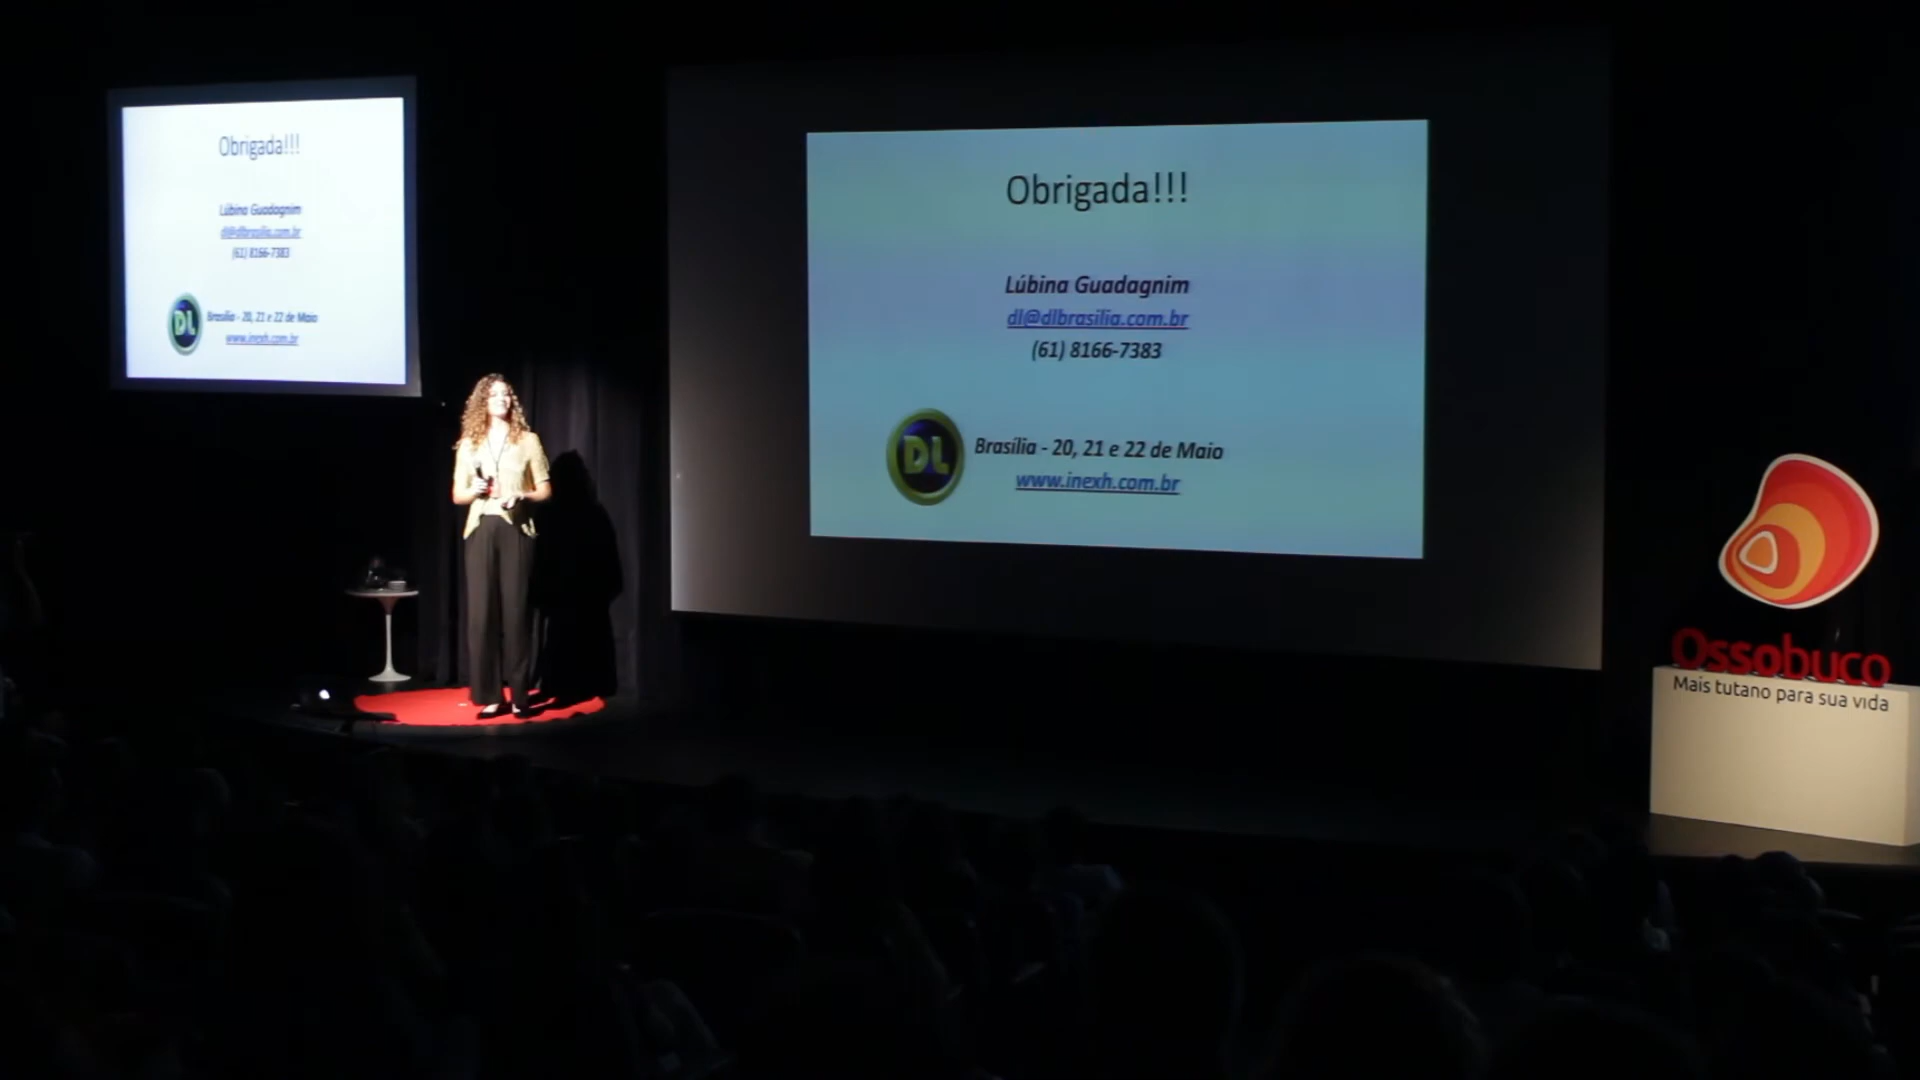 Obrigada!!!
Lúbina Guadagnim
dl@dlbrasilia.com.br
(61) 8166-7383
DL
Brasília - 20, 21 e 22 de Maio
www.inexh.com.br
Obrigada!!!
Lúbina Guadagnim
dl@dlbrasilia.com.br
(61) 8166-7383
DL
Brasília - 20, 21 e 22 de Maio
www.inexh.com.br
Ossobuco
Mais tutano para sua vida